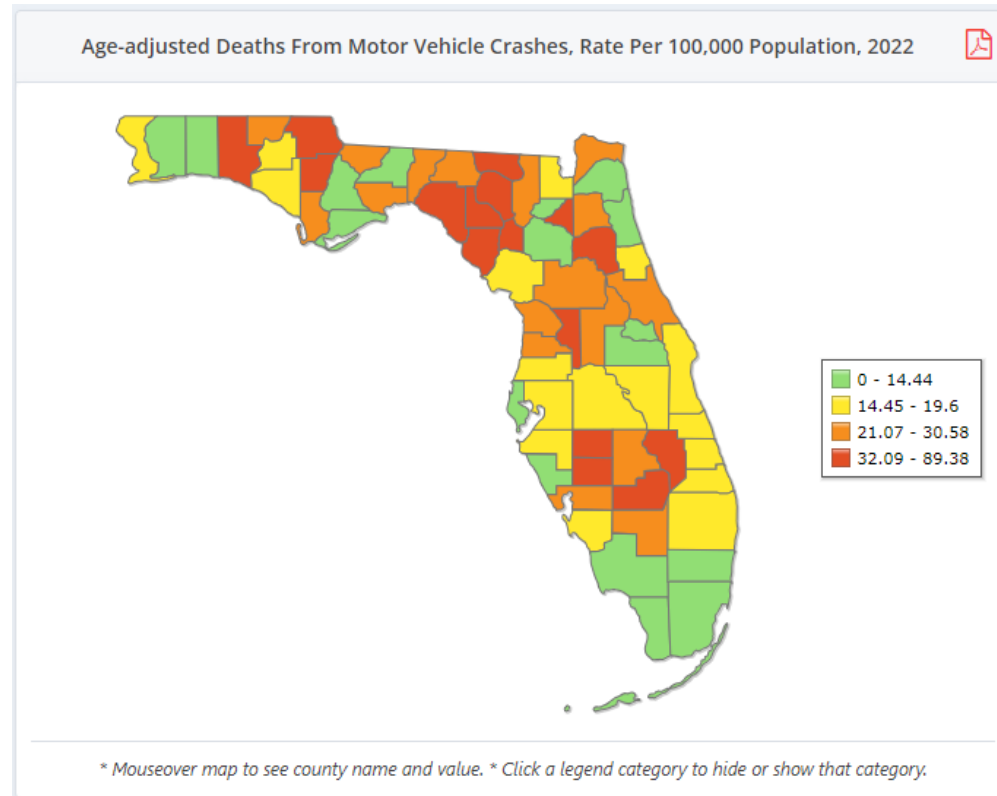 Age-adjusted Deaths From Motor Vehicle Crashes, Rate Per 100,000 Population, 2022
0 - 14.44
14.45 - 19.6
21.07 - 30.58
32.09 - 89.38
* Mouseover map to see county name and value. * Click a legend category to hide or show that category.